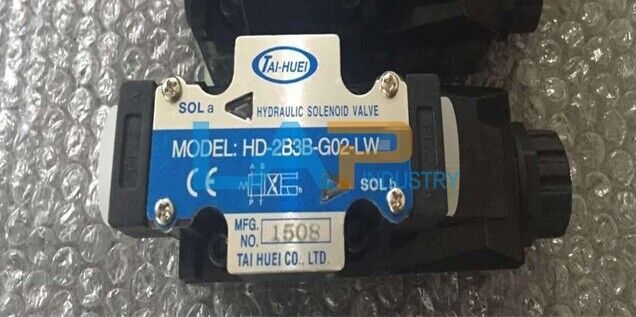 TAI-HUEI
SOL a
HYDRAULIC SOLENOID VALVE
MODEL: HD-2B3B-G02-LW
LAP
INDUSTRY
CE
A B
b
P T
SOL b
MFG. NO. 1508
TAI HUEI CO., LTD.